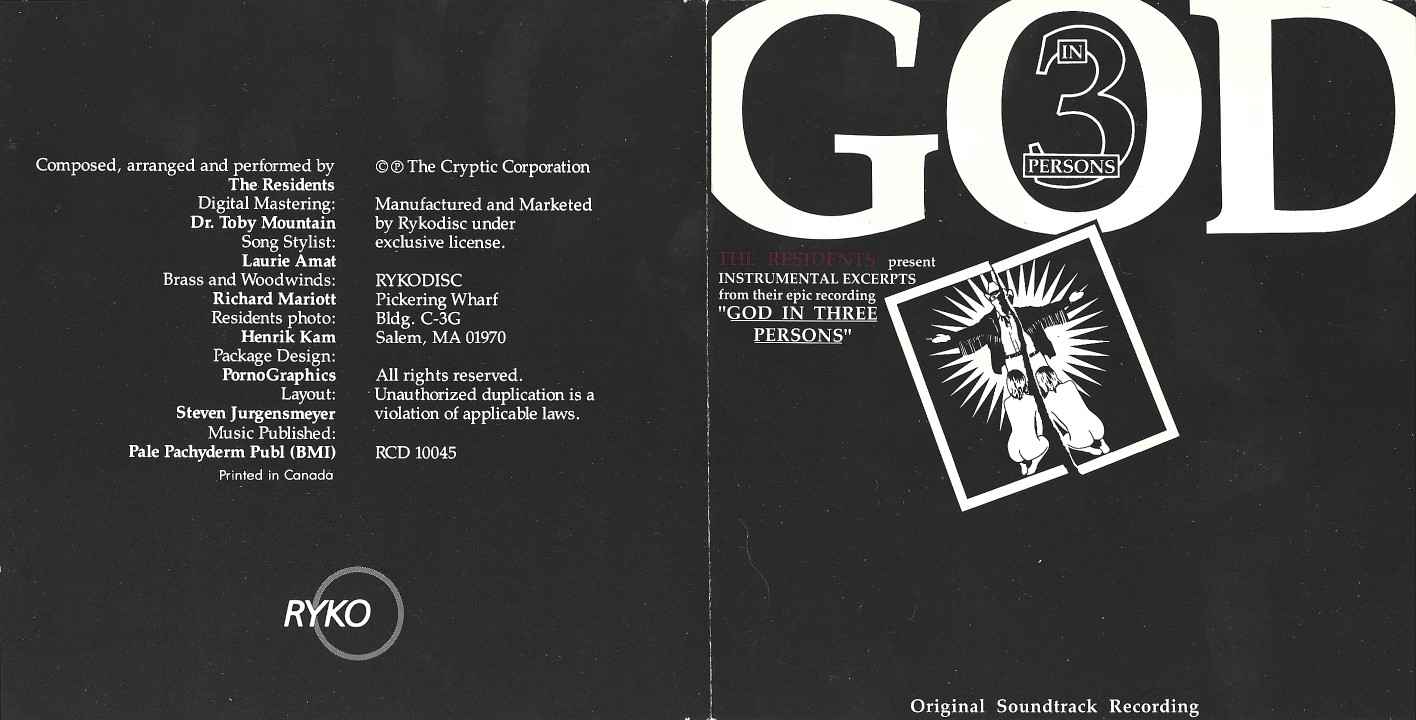 Composed, arranged and performed by
The Residents
Digital Mastering:
Dr. Toby Mountain
Song Stylist:
Laurie Amat
Brass and Woodwinds:
Richard Mariott
Residents photo:
Henrik Kam
Package Design:
PornoGraphics
Layout:
Steven Jurgensmeyer
Music Published:
Pale Pachyderm Publ (BMI)
Printed in Canada
©℗ The Cryptic Corporation
Manufactured and Marketed
by Rykodisc under
exclusive license.
RYKODISC
Pickering Wharf
Bldg. C-3G
Salem, MA 01970
All rights reserved.
Unauthorized duplication is a
violation of applicable laws.
RCD 10045
RYKO
GOD
IN
3
PERSONS
THE RESIDENTS present
INSTRUMENTAL EXCERPTS
from their epic recording
"GOD IN THREE
PERSONS"
Original Soundtrack Recording